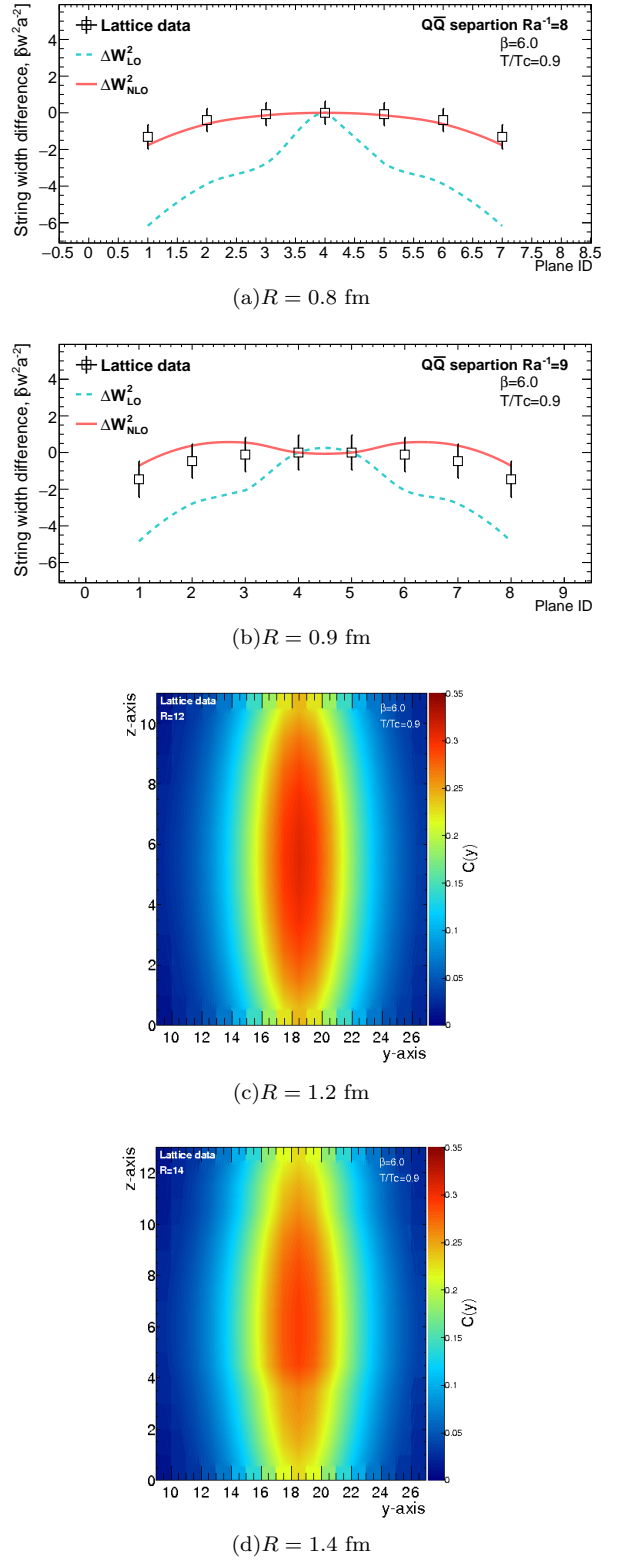 Lattice data
QQ̅ separtion Ra⁻¹=8
β=6.0
T/Tc=0.9
ΔW²_LO
ΔW²_NLO
String width difference, [δw²a⁻²]
4
2
0
−2
−4
−6
−0.5 0 0.5 1 1.5 2 2.5 3 3.5 4 4.5 5 5.5 6 6.5 7 7.5 8 8.5
Plane ID
(a)R = 0.8 fm
Lattice data
QQ̅ separtion Ra⁻¹=9
β=6.0
T/Tc=0.9
ΔW²_LO
ΔW²_NLO
String width difference, [δw²a⁻²]
4
2
0
−2
−4
−6
0 1 2 3 4 5 6 7 8 9
Plane ID
(b)R = 0.9 fm
Lattice data
R=12
β=6.0
T/Tc=0.9
z-axis
10
8
6
4
2
0
10 12 14 16 18 20 22 24 26
y-axis
0.35
0.3
0.25
0.2
0.15
0.1
0.05
0
C(y)
(c)R = 1.2 fm
Lattice data
R=14
β=6.0
T/Tc=0.9
z-axis
12
10
8
6
4
2
0
10 12 14 16 18 20 22 24 26
y-axis
0.35
0.3
0.25
0.2
0.15
0.1
0.05
0
C(y)
(d)R = 1.4 fm